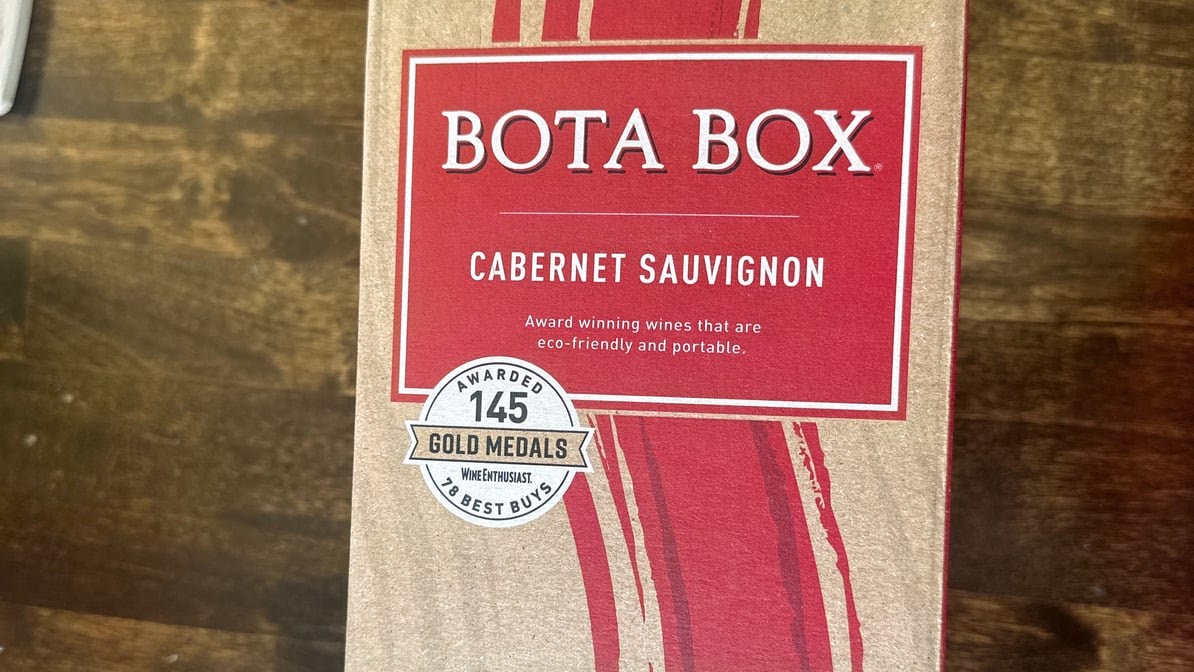 BOTA BOX®
CABERNET SAUVIGNON
Award winning wines that are
eco-friendly and portable.
AWARDED
145
GOLD MEDALS
WINE ENTHUSIAST.
78 BEST BUYS